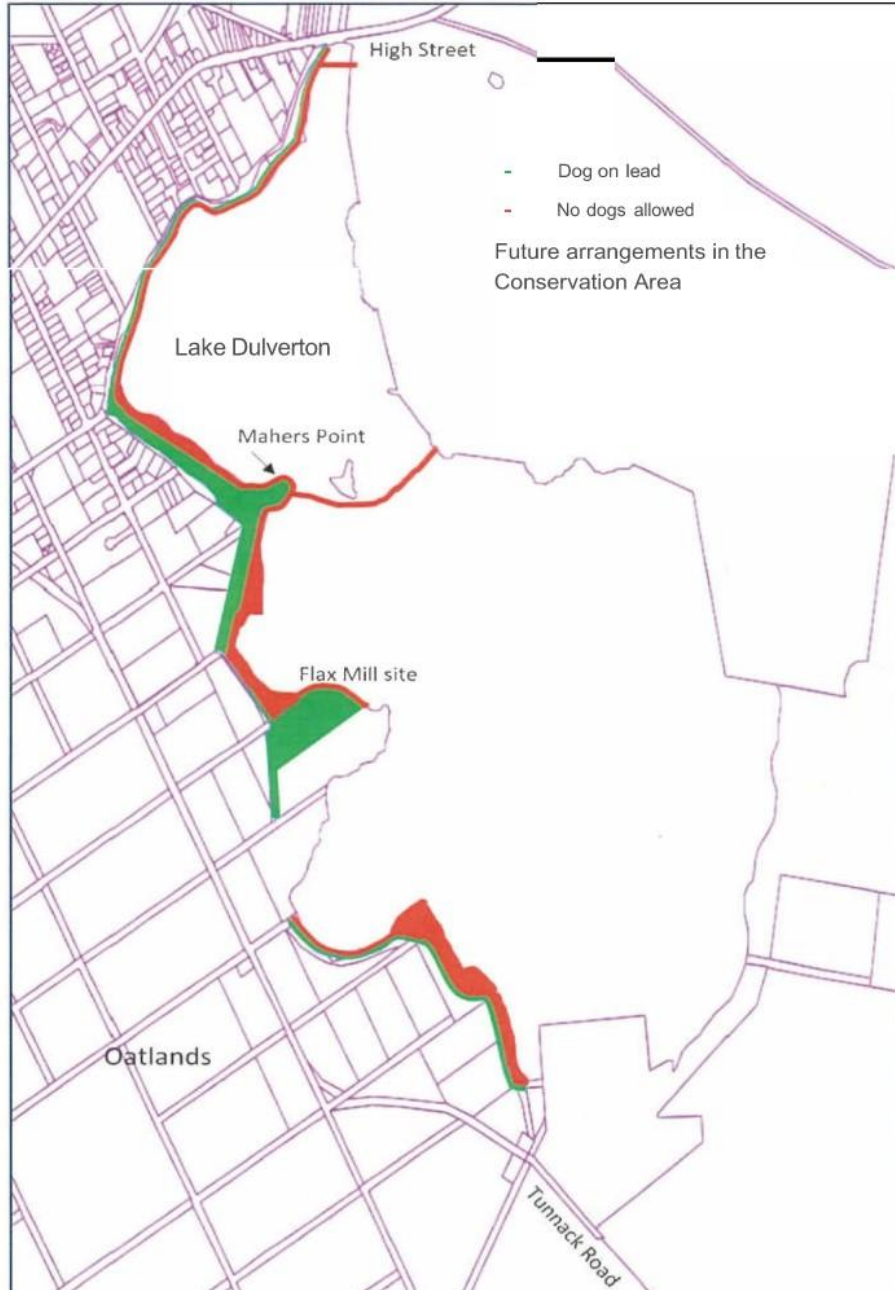 High Street
- Dog on lead
- No dogs allowed
Future arrangements in the
Conservation Area
Lake Dulverton
Mahers Point
Flax Mill site
Oatlands
Tunnack Road